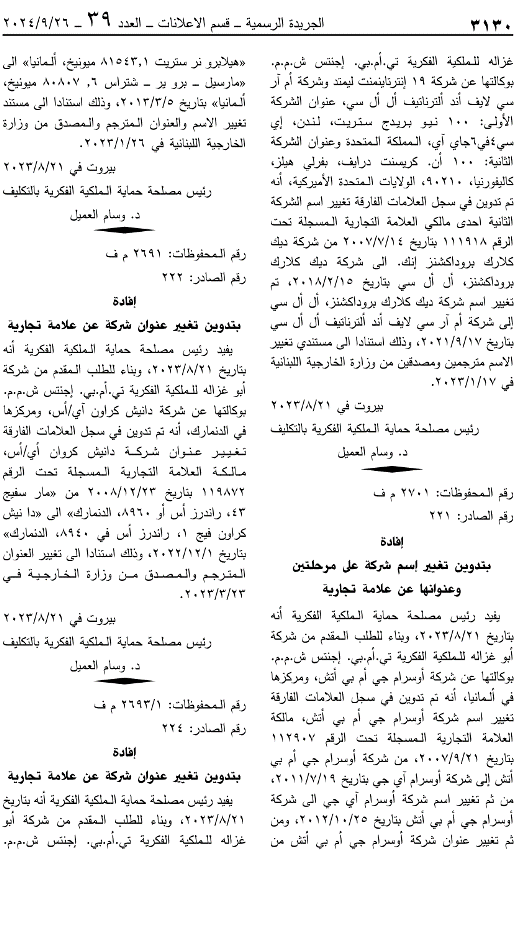 ٣١٣٠
الجريدة الرسمية ــ قسم الاعلانات ــ العدد ٣٩ ــ ٢٠٢٤/٩/٢٦
غزاله للملكية الفكرية تي.أم.بي. إجنتس ش.م.م.
بوكالتها عن شركة ١٩ إنترتاينمنت ليمتد وشركة أم آر
سي لايف أند ألترناتيف أل أل سي، عنوان الشركة
الأولى: ١٠٠ نيو بريدج ستريت، لندن، إي
سي٤في٦جاي آي، المملكة المتحدة وعنوان الشركة
الثانية: ١٠٠ أن. كريسنت درايف، بفرلي هيلز،
كاليفورنيا، ٩٠٢١٠، الولايات المتحدة الأميركية، أنه
تم تدوين في سجل العلامات الفارقة تغيير اسم الشركة
الثانية احدى مالكي العلامة التجارية المسجلة تحت
الرقم ١١١٩١٨ بتاريخ ٢٠٠٧/٧/١٤ من شركة ديك
كلارك بروداكشنز إنك. الى شركة ديك كلارك
بروداكشنز، أل أل سي بتاريخ ٢٠١٨/٢/١٥، تم
تغيير اسم شركة ديك كلارك بروداكشنز، أل أل سي
إلى شركة أم آر سي لايف أند ألترناتيف أل أل سي
بتاريخ ٢٠٢١/٩/١٧، وذلك استنادا الى مستندي تغيير
الاسم مترجمين ومصدقين من وزارة الخارجية اللبنانية
في ٢٠٢٣/١/١٧.
بيروت في ٢٠٢٣/٨/٢١
رئيس مصلحة حماية الملكية الفكرية بالتكليف
د. وسام العميل
رقم المحفوظات: ٢٧٠١ م ف
رقم الصادر: ٢٢١
إفادة
بتدوين تغيير إسم شركة على مرحلتين
وعنوانها عن علامة تجارية
يفيد رئيس مصلحة حماية الملكية الفكرية أنه
بتاريخ ٢٠٢٣/٨/٢١، وبناء للطلب المقدم من شركة
أبو غزاله للملكية الفكرية تي.أم.بي. إجنتس ش.م.م.
بوكالتها عن شركة أوسرام جي أم بي أتش، ومركزها
في ألمانيا، أنه تم تدوين في سجل العلامات الفارقة
تغيير اسم شركة أوسرام جي أم بي أتش، مالكة
العلامة التجارية المسجلة تحت الرقم ١١٢٩٠٧
بتاريخ ٢٠٠٧/٩/٢١، من شركة أوسرام جي أم بي
أتش إلى شركة أوسرام آي جي بتاريخ ٢٠١١/٧/١٩،
من ثم تغيير اسم شركة أوسرام آي جي الى شركة
أوسرام جي أم بي أتش بتاريخ ٢٠١٢/١٠/٢٥، ومن
ثم تغيير عنوان شركة أوسرام جي أم بي أتش من
«هيلابرو نر ستريت ٨١٥٤٣,١ ميونيخ، ألمانيا» الى
«مارسيل ــ برو ير ــ شتراس ٦, ٨٠٨٠٧ ميونيخ،
ألمانيا» بتاريخ ٢٠١٣/٣/٥، وذلك استنادا الى مستند
تغيير الاسم والعنوان المترجم والمصدق من وزارة
الخارجية اللبنانية في ٢٠٢٣/١/٢٦.
بيروت في ٢٠٢٣/٨/٢١
رئيس مصلحة حماية الملكية الفكرية بالتكليف
د. وسام العميل
رقم المحفوظات: ٢٦٩١ م ف
رقم الصادر: ٢٢٢
إفادة
بتدوين تغيير عنوان شركة عن علامة تجارية
يفيد رئيس مصلحة حماية الملكية الفكرية أنه
بتاريخ ٢٠٢٣/٨/٢١، وبناء للطلب المقدم من شركة
أبو غزاله للملكية الفكرية تي.أم.بي. إجنتس ش.م.م.
بوكالتها عن شركة دانيش كراون آي/أس، ومركزها
في الدنمارك، أنه تم تدوين في سجل العلامات الفارقة
تغيير عنوان شركة دانيش كروان أي/أس،
مالكة العلامة التجارية المسجلة تحت الرقم
١١٩٨٧٢ بتاريخ ٢٠٠٨/١٢/٢٣ من «مار سفيج
٤٣، راندرز أس أو ٨٩٦٠، الدنمارك» الى «دا نيش
كراون فيج ١، راندرز أس في ٨٩٤٠، الدنمارك»
بتاريخ ٢٠٢٢/١٢/١، وذلك استنادا الى تغيير العنوان
المترجم والمصدق من وزارة الخارجية في
٢٠٢٣/٣/٢٣.
بيروت في ٢٠٢٣/٨/٢١
رئيس مصلحة حماية الملكية الفكرية بالتكليف
د. وسام العميل
رقم المحفوظات: ٢٦٩٣/١ م ف
رقم الصادر: ٢٢٤
إفادة
بتدوين تغيير عنوان شركة عن علامة تجارية
يفيد رئيس مصلحة حماية الملكية الفكرية أنه بتاريخ
٢٠٢٣/٨/٢١، وبناء للطلب المقدم من شركة أبو
غزاله للملكية الفكرية تي.أم.بي. إجنتس ش.م.م.